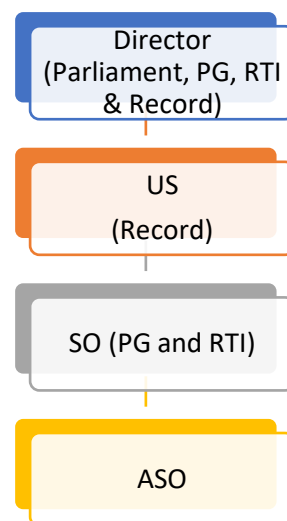 Director
(Parliament, PG, RTI
& Record)
US
(Record)
SO (PG and RTI)
ASO